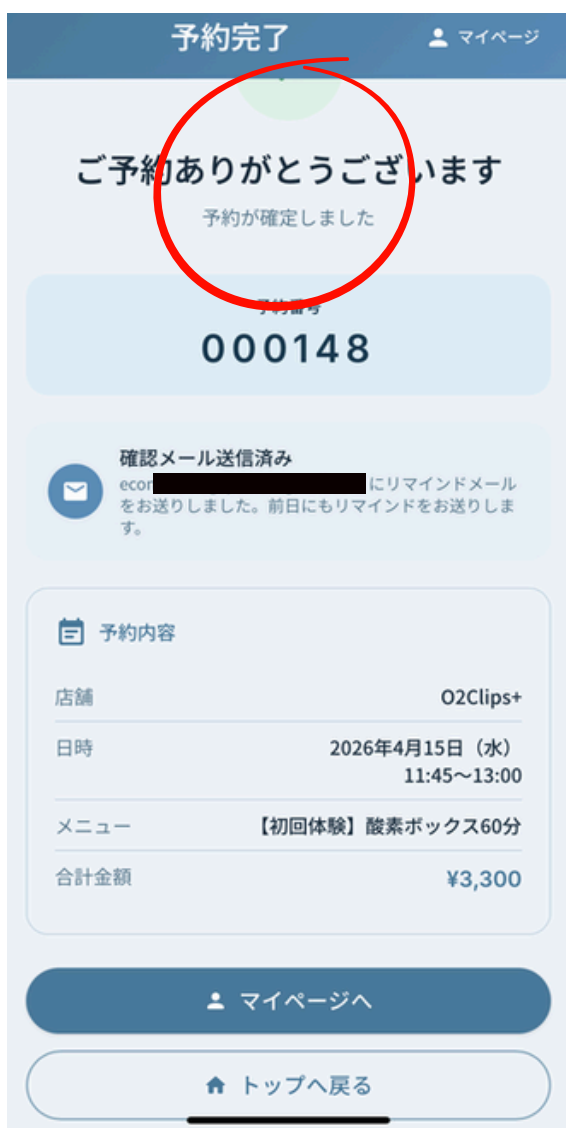 予約完了
マイページ
ご予約ありがとうございます
予約が確定しました
予約番号
000148
確認メール送信済み
econ
にリマインドメール
をお送りしました。前日にもリマインドをお送りしま
す。
予約内容
店舗
O2Clips+
日時
2026年4月15日（水）
11:45〜13:00
メニュー
【初回体験】酸素ボックス60分
合計金額
¥3,300
マイページへ
トップへ戻る